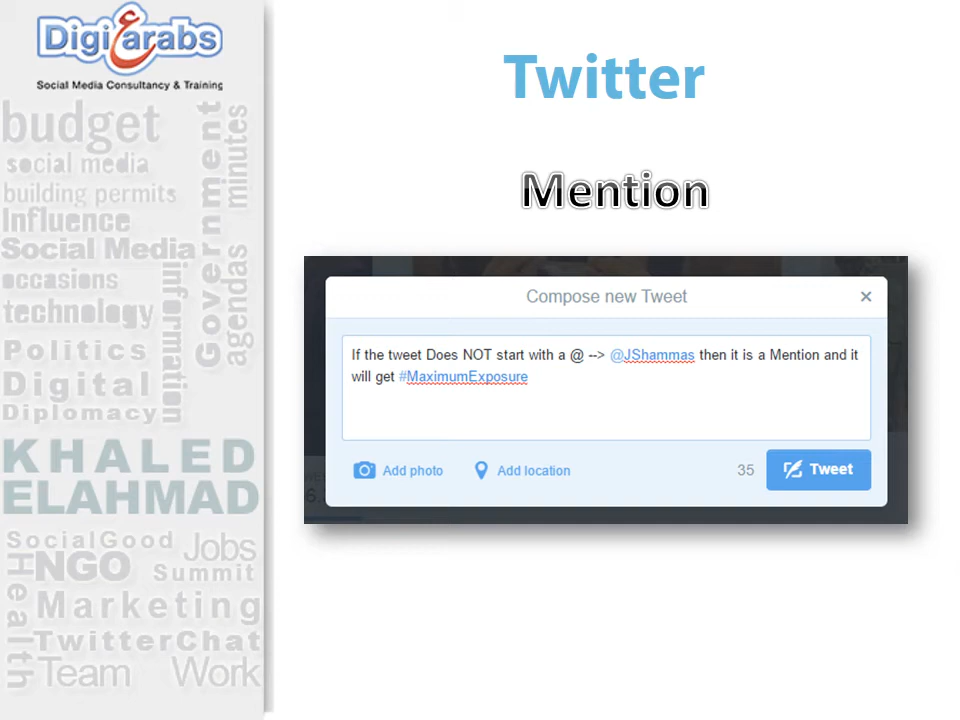 Digi arabs
Social Media Consultancy & Training
budget
social media
building permits
Influence
Social Media
occasions
technology
Politics
Digital
Diplomacy
Government
minutes
agendas
information
KHALED
ELAHMAD
SocialGood
Jobs
NGO
Summit
Health
Marketing
TwitterChat
Team Work
Twitter
Mention
Compose new Tweet
If the tweet Does NOT start with a @ --> @JShammas then it is a Mention and it
will get #MaximumExposure
Add photo
Add location
35
Tweet